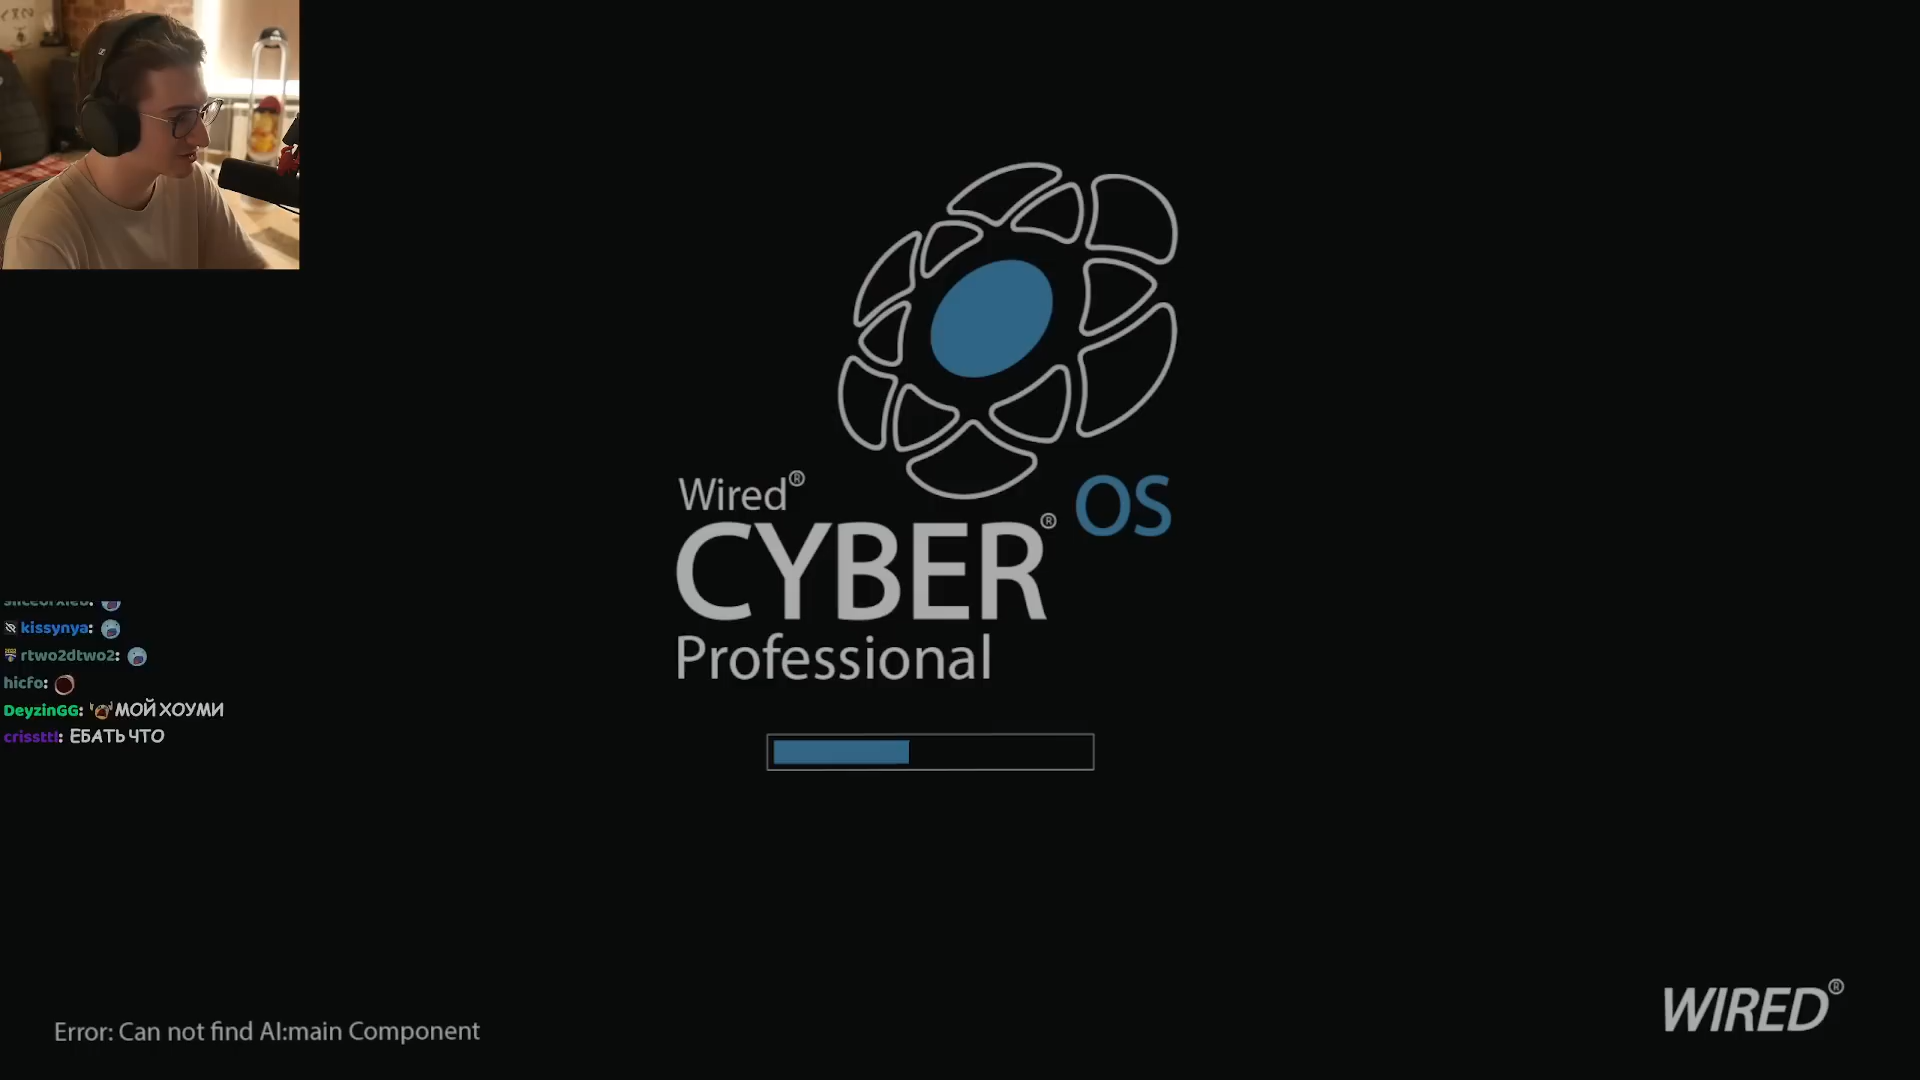 Wired®
CYBER® OS
Professional
kissynya:
rtwo2dtwo2:
hicfo:
DeyzinGG: МОЙ ХОУМИ
crissttl: ЕБАТЬ ЧТО
Error: Can not find AI:main Component
WIRED®